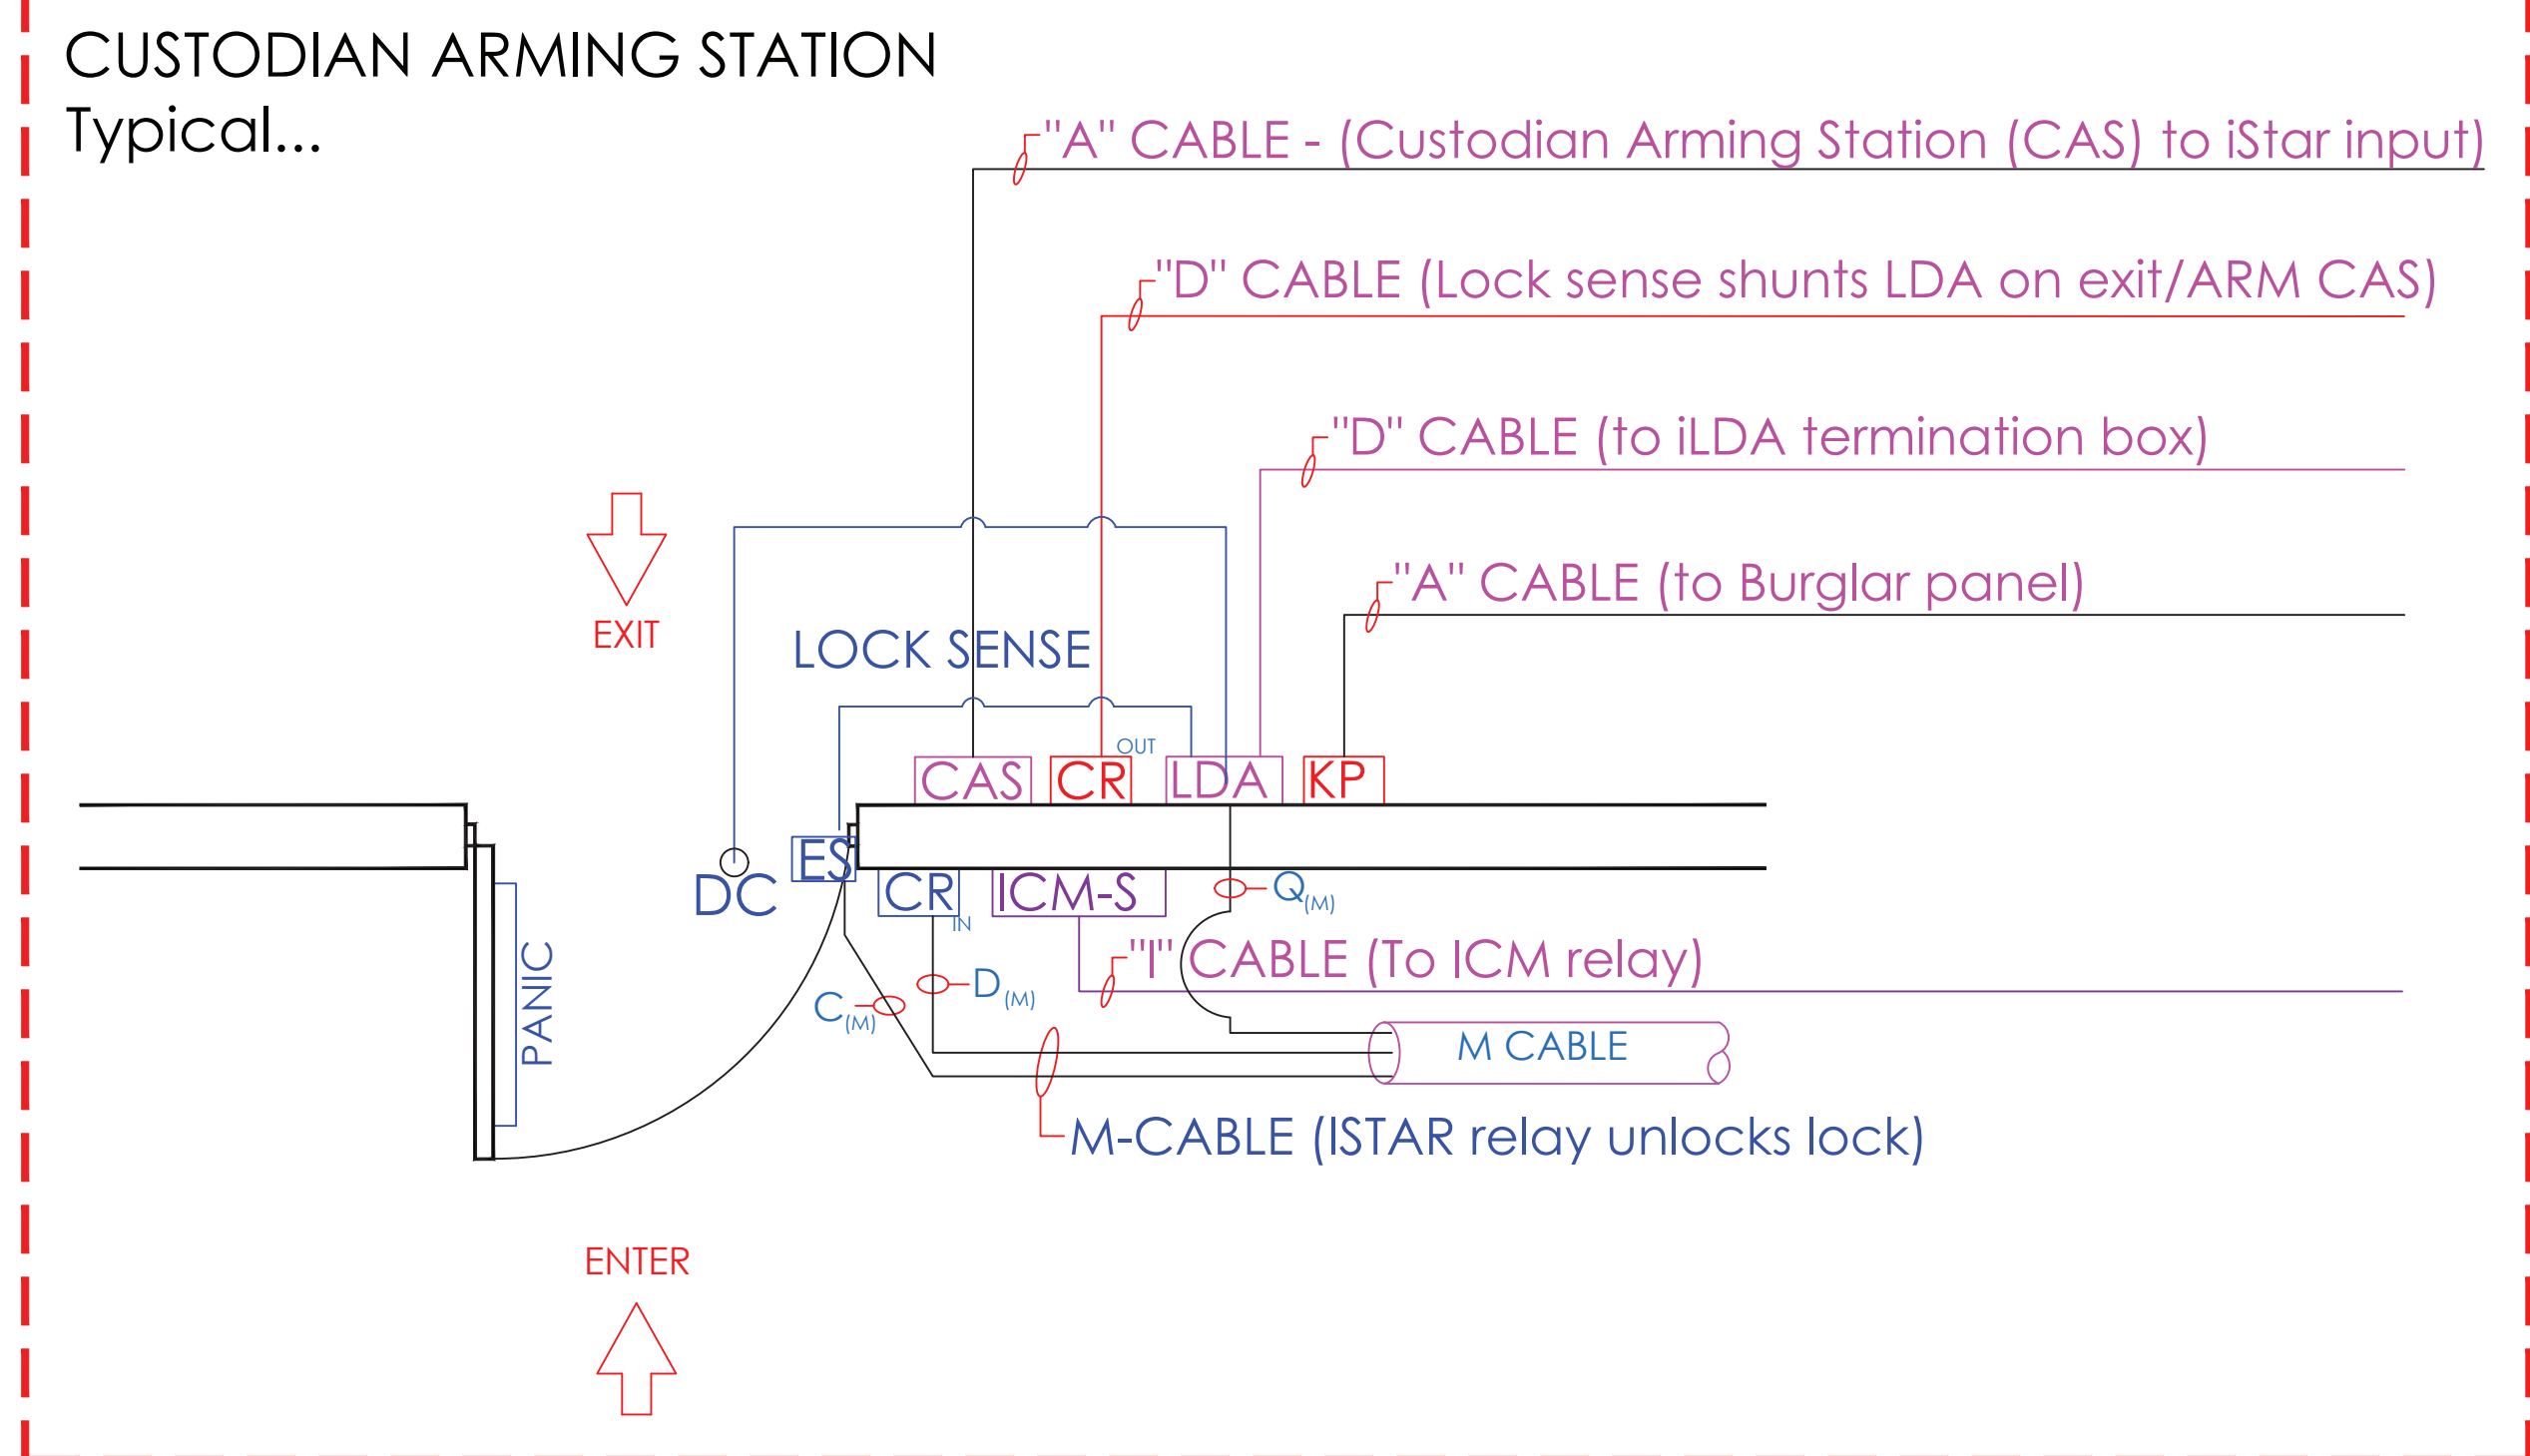 CUSTODIAN ARMING STATION
Typical...
"A" CABLE - (Custodian Arming Station (CAS) to iStar input)
"D" CABLE (Lock sense shunts LDA on exit/ARM CAS)
"D" CABLE (to iLDA termination box)
"A" CABLE (to Burglar panel)
EXIT
LOCK SENSE
OUT
CAS
CR
LDA
KP
ES
DC
CR
IN
ICM-S
Q(M)
"I" CABLE (To ICM relay)
D(M)
C(M)
PANIC
M CABLE
M-CABLE (ISTAR relay unlocks lock)
ENTER